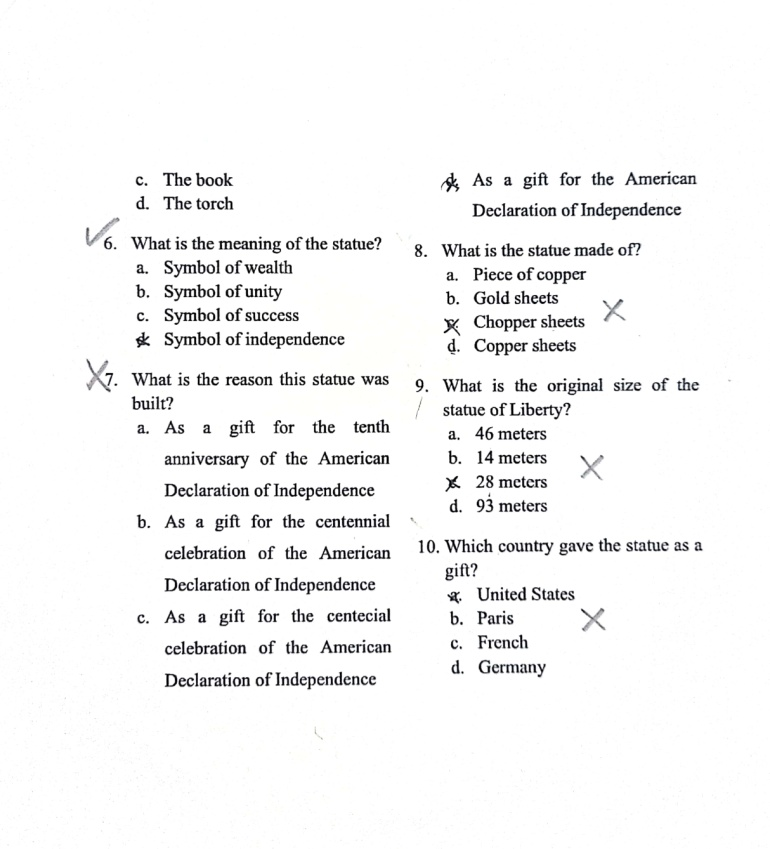 c. The book
d. The torch
6. What is the meaning of the statue?
a. Symbol of wealth
b. Symbol of unity
c. Symbol of success
d. Symbol of independence
7. What is the reason this statue was
built?
a. As a gift for the tenth
anniversary of the American
Declaration of Independence
b. As a gift for the centennial
celebration of the American
Declaration of Independence
c. As a gift for the centecial
celebration of the American
Declaration of Independence
d. As a gift for the American
Declaration of Independence
8. What is the statue made of?
a. Piece of copper
b. Gold sheets
c. Chopper sheets
d. Copper sheets
9. What is the original size of the
statue of Liberty?
a. 46 meters
b. 14 meters
c. 28 meters
d. 93 meters
10. Which country gave the statue as a
gift?
a. United States
b. Paris
c. French
d. Germany